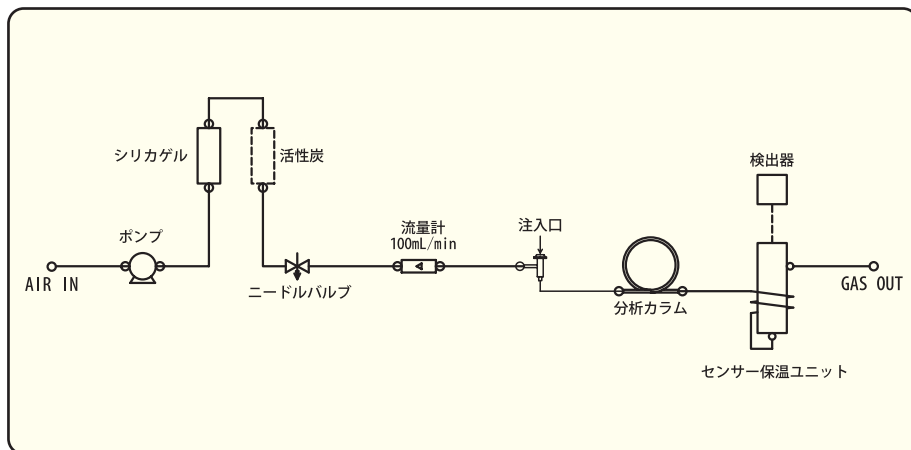 シリカゲル
活性炭
検出器
ポンプ
流量計
100mL/min
注入口
AIR IN
ニードルバルブ
分析カラム
GAS OUT
センサー保温ユニット